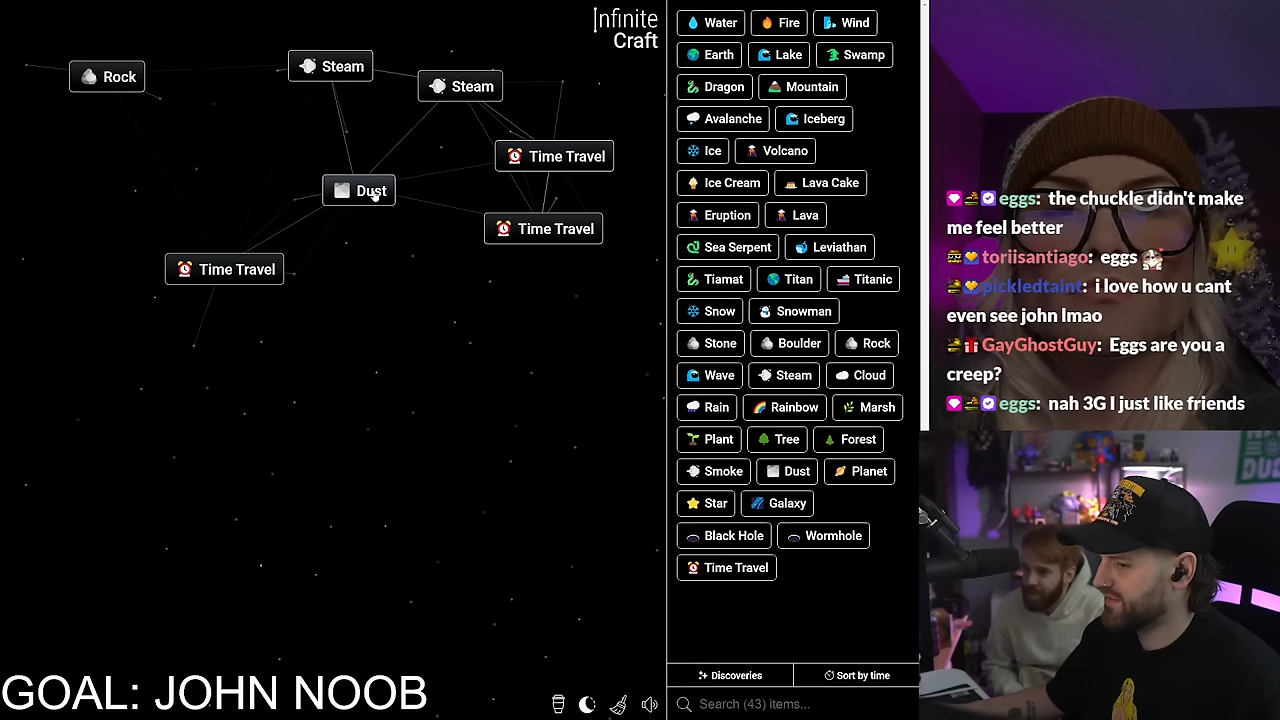 Infinite
Craft
Rock
Steam
Steam
Time Travel
Dust
Time Travel
Time Travel
Water
Fire
Wind
Earth
Lake
Swamp
Dragon
Mountain
Avalanche
Iceberg
Ice
Volcano
Ice Cream
Lava Cake
Eruption
Lava
Sea Serpent
Leviathan
Tiamat
Titan
Titanic
Snow
Snowman
Stone
Boulder
Rock
Wave
Steam
Cloud
Rain
Rainbow
Marsh
Plant
Tree
Forest
Smoke
Dust
Planet
Star
Galaxy
Black Hole
Wormhole
Time Travel
Discoveries
Sort by time
Search (43) items...
GOAL: JOHN NOOB
eggs: the chuckle didn't make
me feel better
toriisantiago: eggs
pickledtaint: i love how u cant
even see john lmao
GayGhostGuy: Eggs are you a
creep?
eggs: nah 3G I just like friends